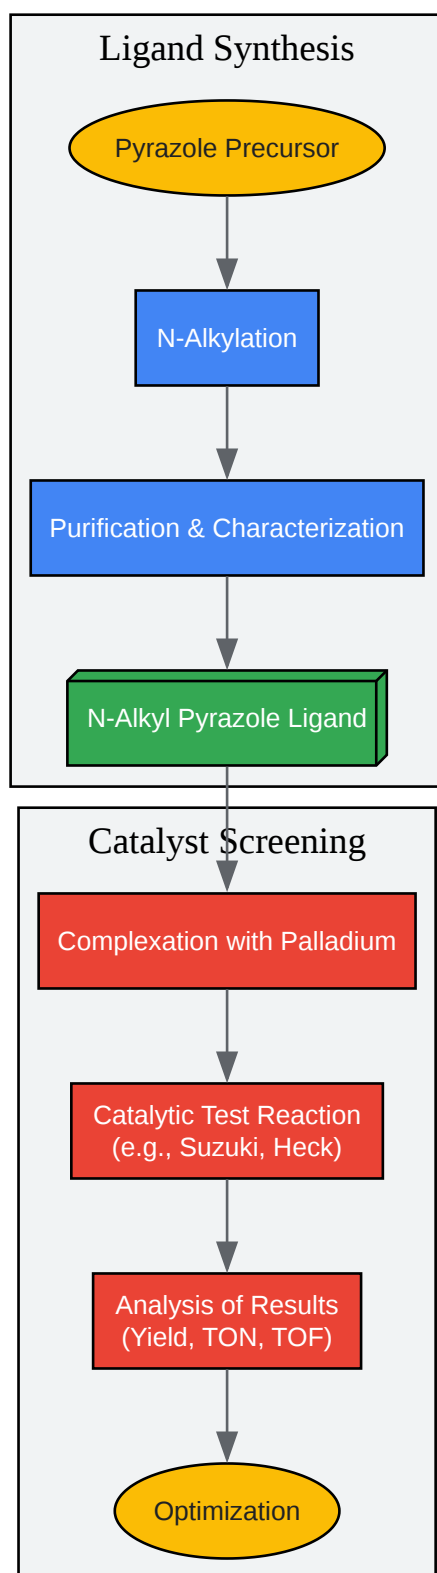 Ligand Synthesis
Pyrazole Precursor
N-Alkylation
Purification & Characterization
N-Alkyl Pyrazole Ligand
Catalyst Screening
Complexation with Palladium
Catalytic Test Reaction
(e.g., Suzuki, Heck)
Analysis of Results
(Yield, TON, TOF)
Optimization